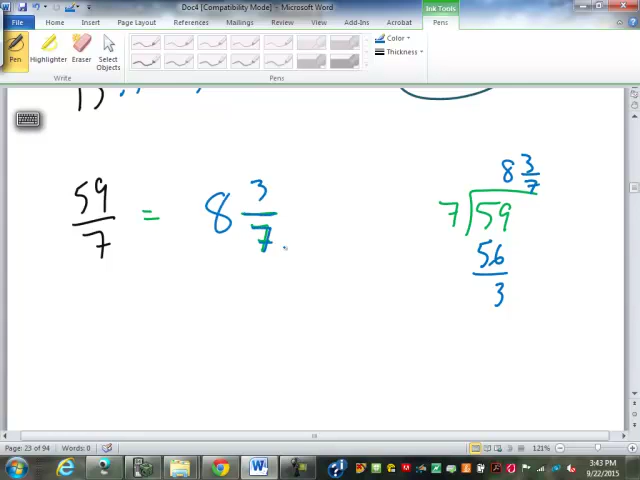 Doc4 [Compatibility Mode] - Microsoft Word
Ink Tools
File Home Insert Page Layout References Mailings Review View Add-Ins Acrobat Pens
Pen Highlighter Eraser Select Objects
Color
Thickness
Write Pens
59/7 = 8 3/7
8 3/7
7 59
56
3
Page: 23 of 94 Words: 0 121%
3:43 PM
9/22/2015